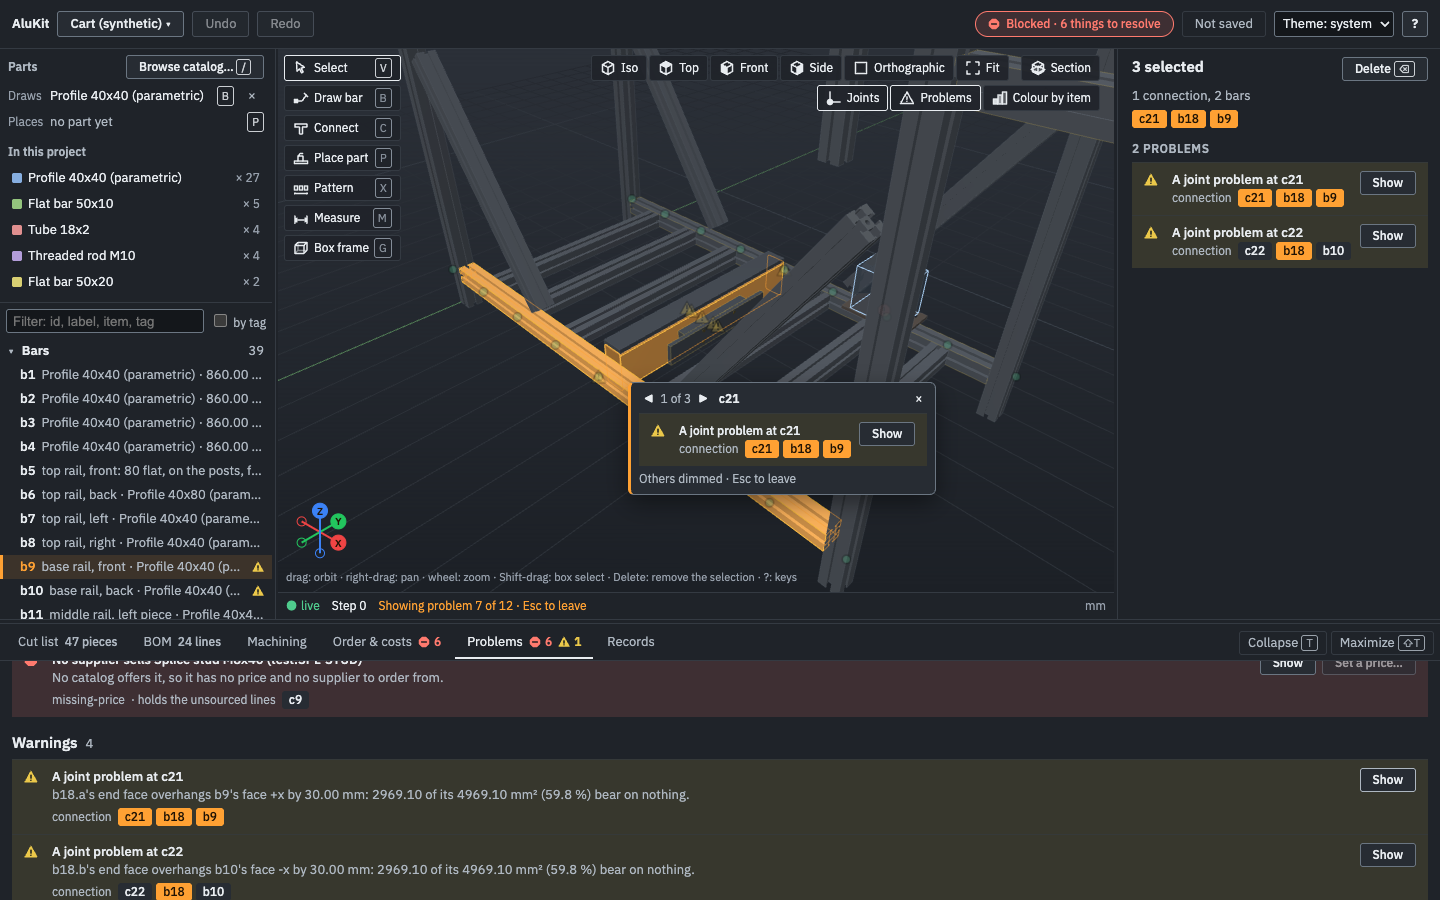 AluKit Cart (synthetic) ▾ Undo Redo Blocked · 6 things to resolve Not saved Theme: system ?
Parts Browse catalog... /
Draws Profile 40x40 (parametric) B ×
Places no part yet P
In this project
Profile 40x40 (parametric) × 27
Flat bar 50x10 × 5
Tube 18x2 × 4
Threaded rod M10 × 4
Flat bar 50x20 × 2
Filter: id, label, item, tag by tag
Bars 39
b1 Profile 40x40 (parametric) · 860.00 ...
b2 Profile 40x40 (parametric) · 860.00 ...
b3 Profile 40x40 (parametric) · 860.00 ...
b4 Profile 40x40 (parametric) · 860.00 ...
b5 top rail, front: 80 flat, on the posts, f...
b6 top rail, back · Profile 40x80 (param...
b7 top rail, left · Profile 40x40 (parame...
b8 top rail, right · Profile 40x40 (param...
b9 base rail, front · Profile 40x40 (p...
b10 base rail, back · Profile 40x40 (...
b11 middle rail, left piece · Profile 40x4...
Select V
Draw bar B
Connect C
Place part P
Pattern X
Measure M
Box frame G
Iso Top Front Side Orthographic Fit Section
Joints Problems Colour by item
1 of 3 c21 ×
A joint problem at c21 Show
connection c21 b18 b9
Others dimmed · Esc to leave
Z
Y
X
drag: orbit · right-drag: pan · wheel: zoom · Shift-drag: box select · Delete: remove the selection · ?: keys
live Step 0 Showing problem 7 of 12 · Esc to leave mm
3 selected Delete
1 connection, 2 bars
c21 b18 b9
2 PROBLEMS
A joint problem at c21 Show
connection c21 b18 b9
A joint problem at c22 Show
connection c22 b18 b10
Cut list 47 pieces BOM 24 lines Machining Order & costs 6 Problems 6 1 Records Collapse T Maximize ⇧T
No supplier sells Splice stud M8x40 (test:SPL-STUD) Show Set a price...
No catalog offers it, so it has no price and no supplier to order from.
missing-price · holds the unsourced lines c9
Warnings 4
A joint problem at c21 Show
b18.a's end face overhangs b9's face +x by 30.00 mm: 2969.10 of its 4969.10 mm² (59.8 %) bear on nothing.
connection c21 b18 b9
A joint problem at c22 Show
b18.b's end face overhangs b10's face -x by 30.00 mm: 2969.10 of its 4969.10 mm² (59.8 %) bear on nothing.
connection c22 b18 b10